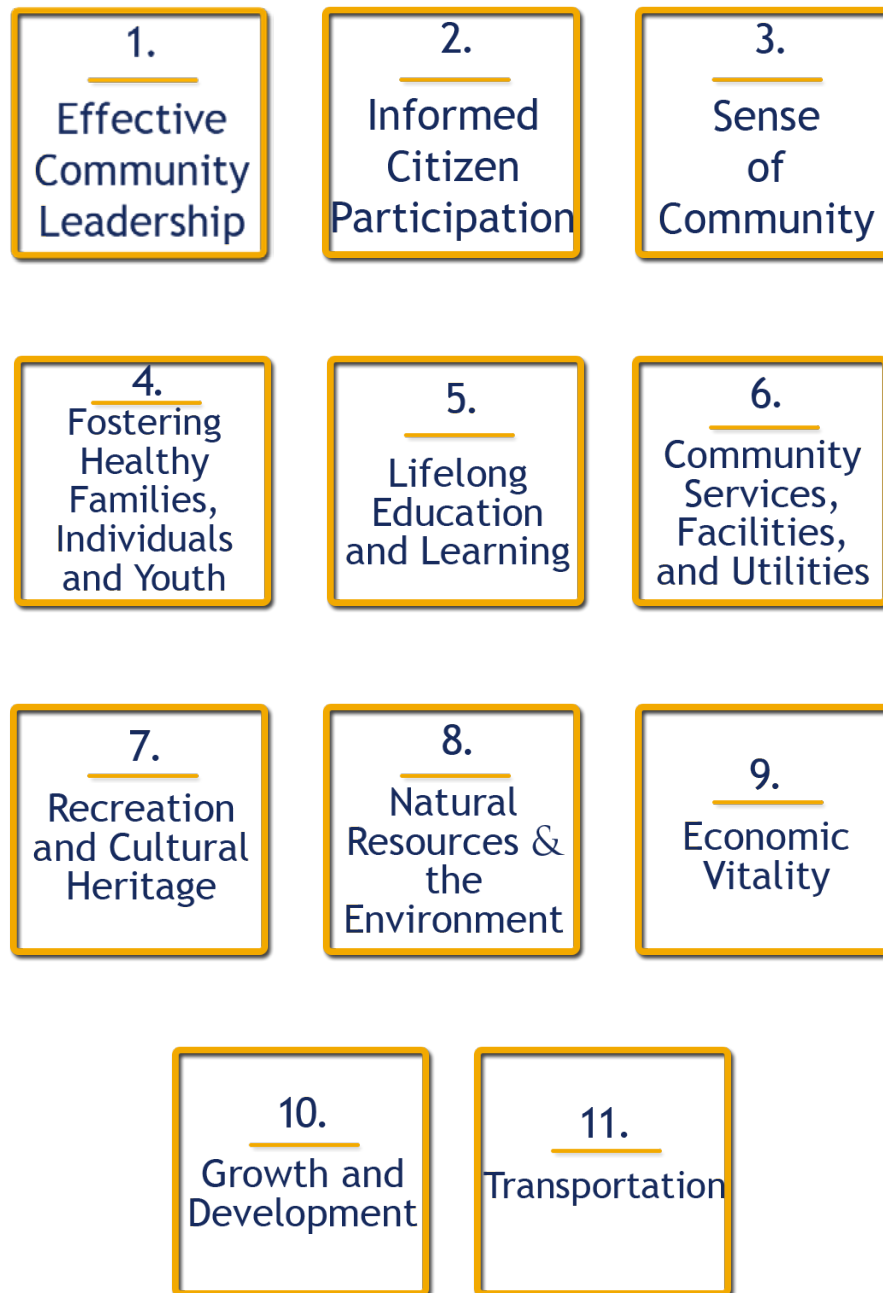 1.
Effective
Community
Leadership
2.
Informed
Citizen
Participation
3.
Sense
of
Community
4.
Fostering
Healthy
Families,
Individuals
and Youth
5.
Lifelong
Education
and Learning
6.
Community
Services,
Facilities,
and Utilities
7.
Recreation
and Cultural
Heritage
8.
Natural
Resources &
the
Environment
9.
Economic
Vitality
10.
Growth and
Development
11.
Transportation